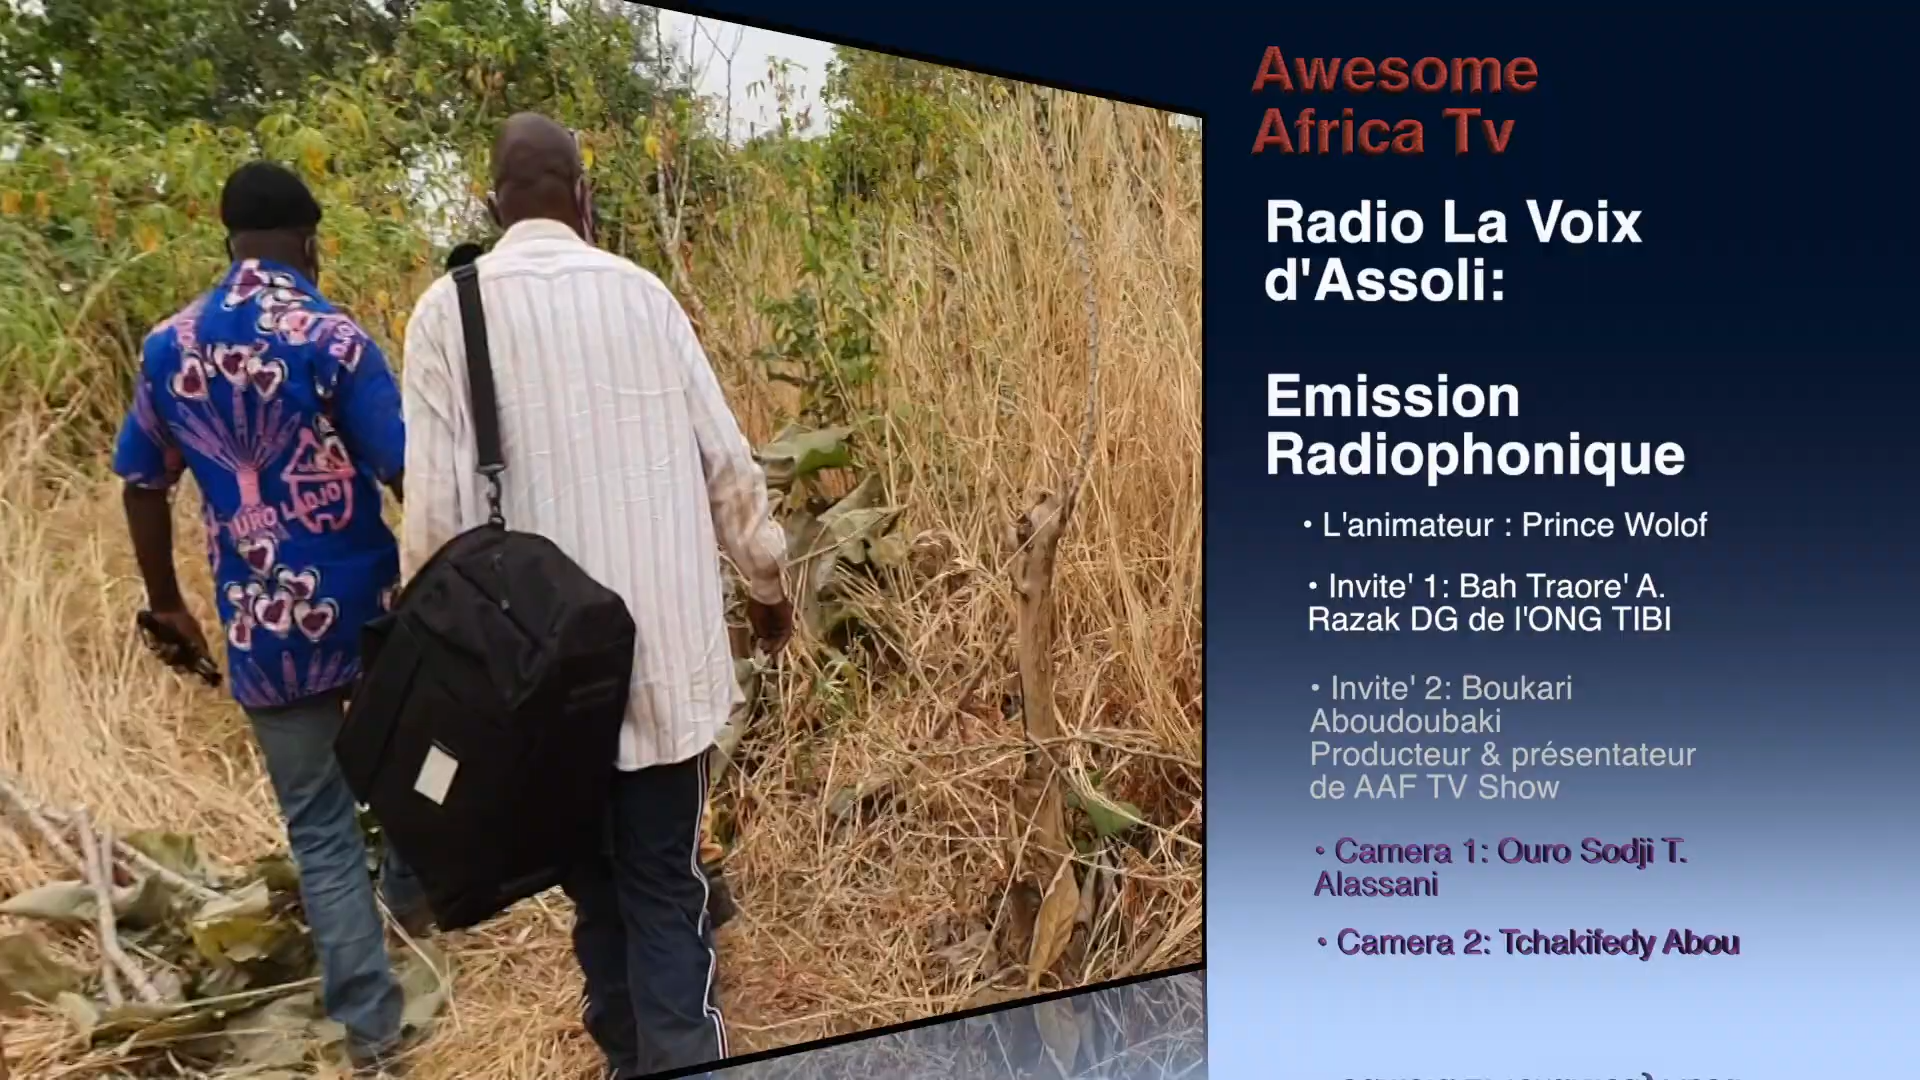 Awesome
Africa Tv
Radio La Voix
d'Assoli:
Emission
Radiophonique
• L'animateur : Prince Wolof
• Invite' 1: Bah Traore' A.
Razak DG de l'ONG TIBI
• Invite' 2: Boukari
Aboudoubaki
Producteur & présentateur
de AAF TV Show
• Camera 1: Ouro Sodji T.
Alassani
• Camera 2: Tchakifedy Abou